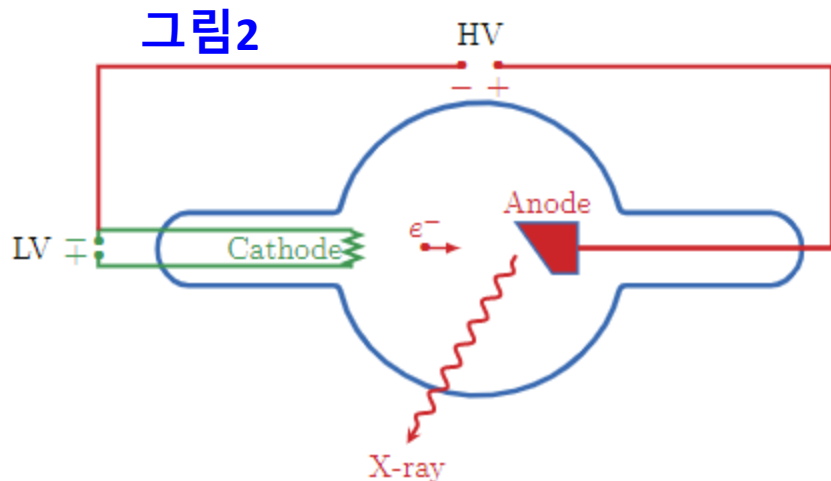 그림2
HV
− +
Anode
e⁻
LV − +
Cathode
X-ray